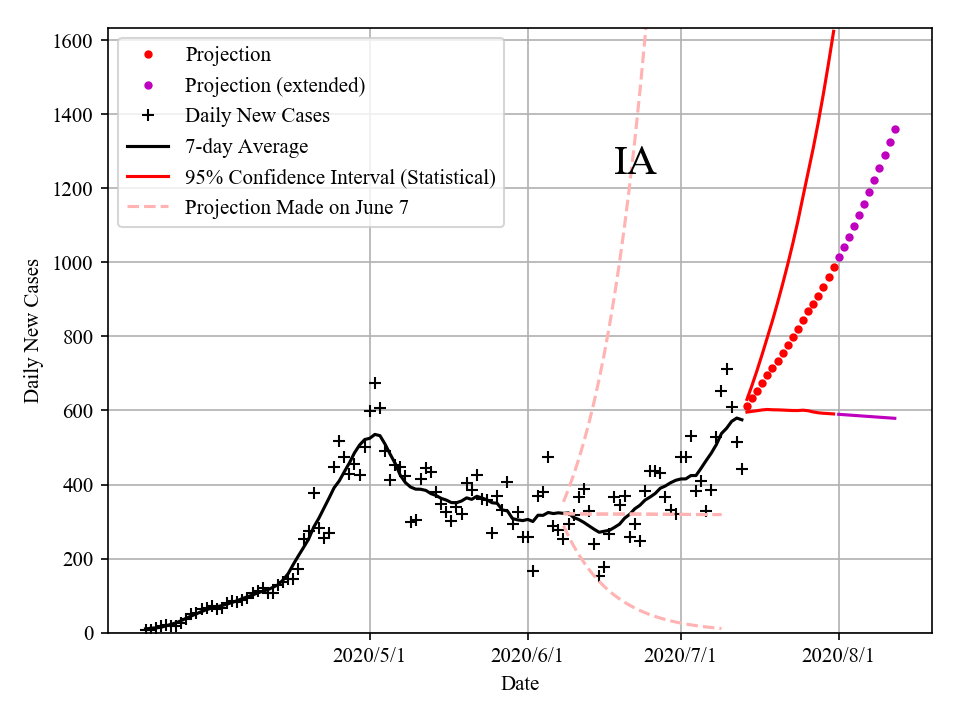 Projection
Projection (extended)
Daily New Cases
7-day Average
95% Confidence Interval (Statistical)
Projection Made on June 7
IA
1600
1400
1200
1000
800
600
400
200
0
Daily New Cases
2020/5/1 2020/6/1 2020/7/1 2020/8/1
Date